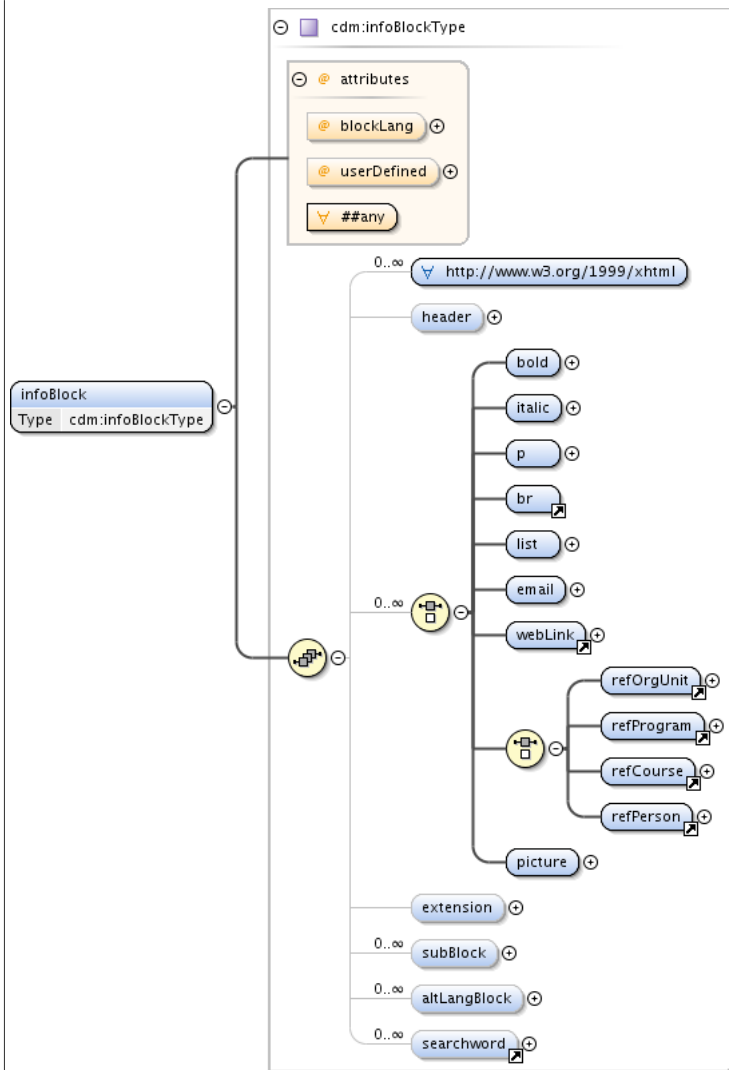 cdm:infoBlockType
@ attributes
@ blockLang
@ userDefined
∀ ##any
0..∞
∀ http://www.w3.org/1999/xhtml
header
bold
infoBlock
Type cdm:infoBlockType
italic
p
br
list
email
0..∞
webLink
refOrgUnit
refProgram
refCourse
refPerson
picture
extension
0..∞
subBlock
0..∞
altLangBlock
0..∞
searchword